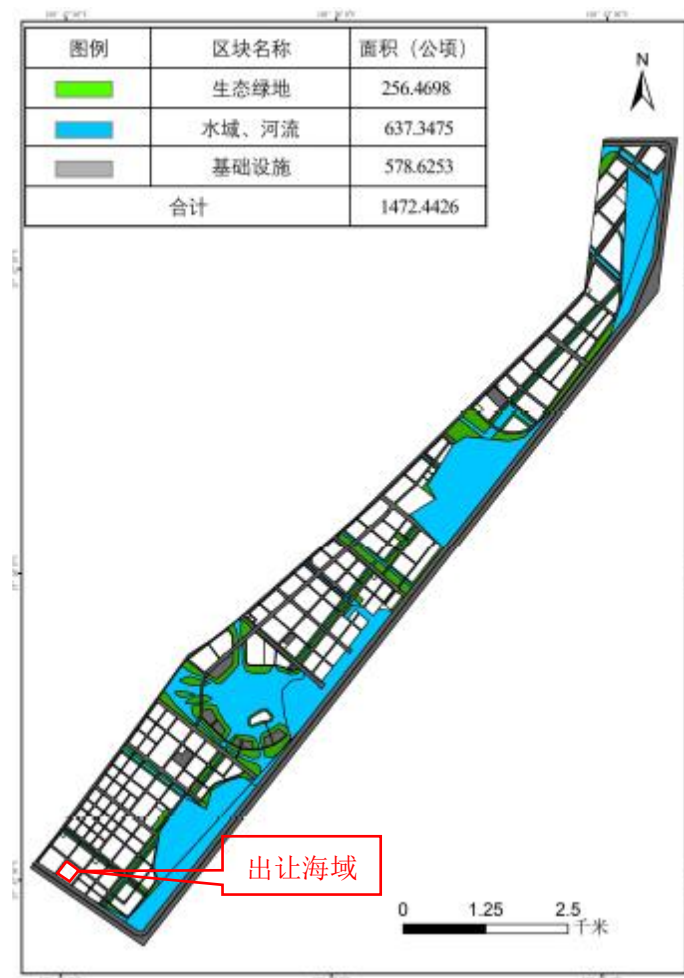 图例 区块名称 面积（公顷）
生态绿地 256.4698
水域、河流 637.3475
基础设施 578.6253
合计 1472.4426
N
出让海域
0 1.25 2.5
千米